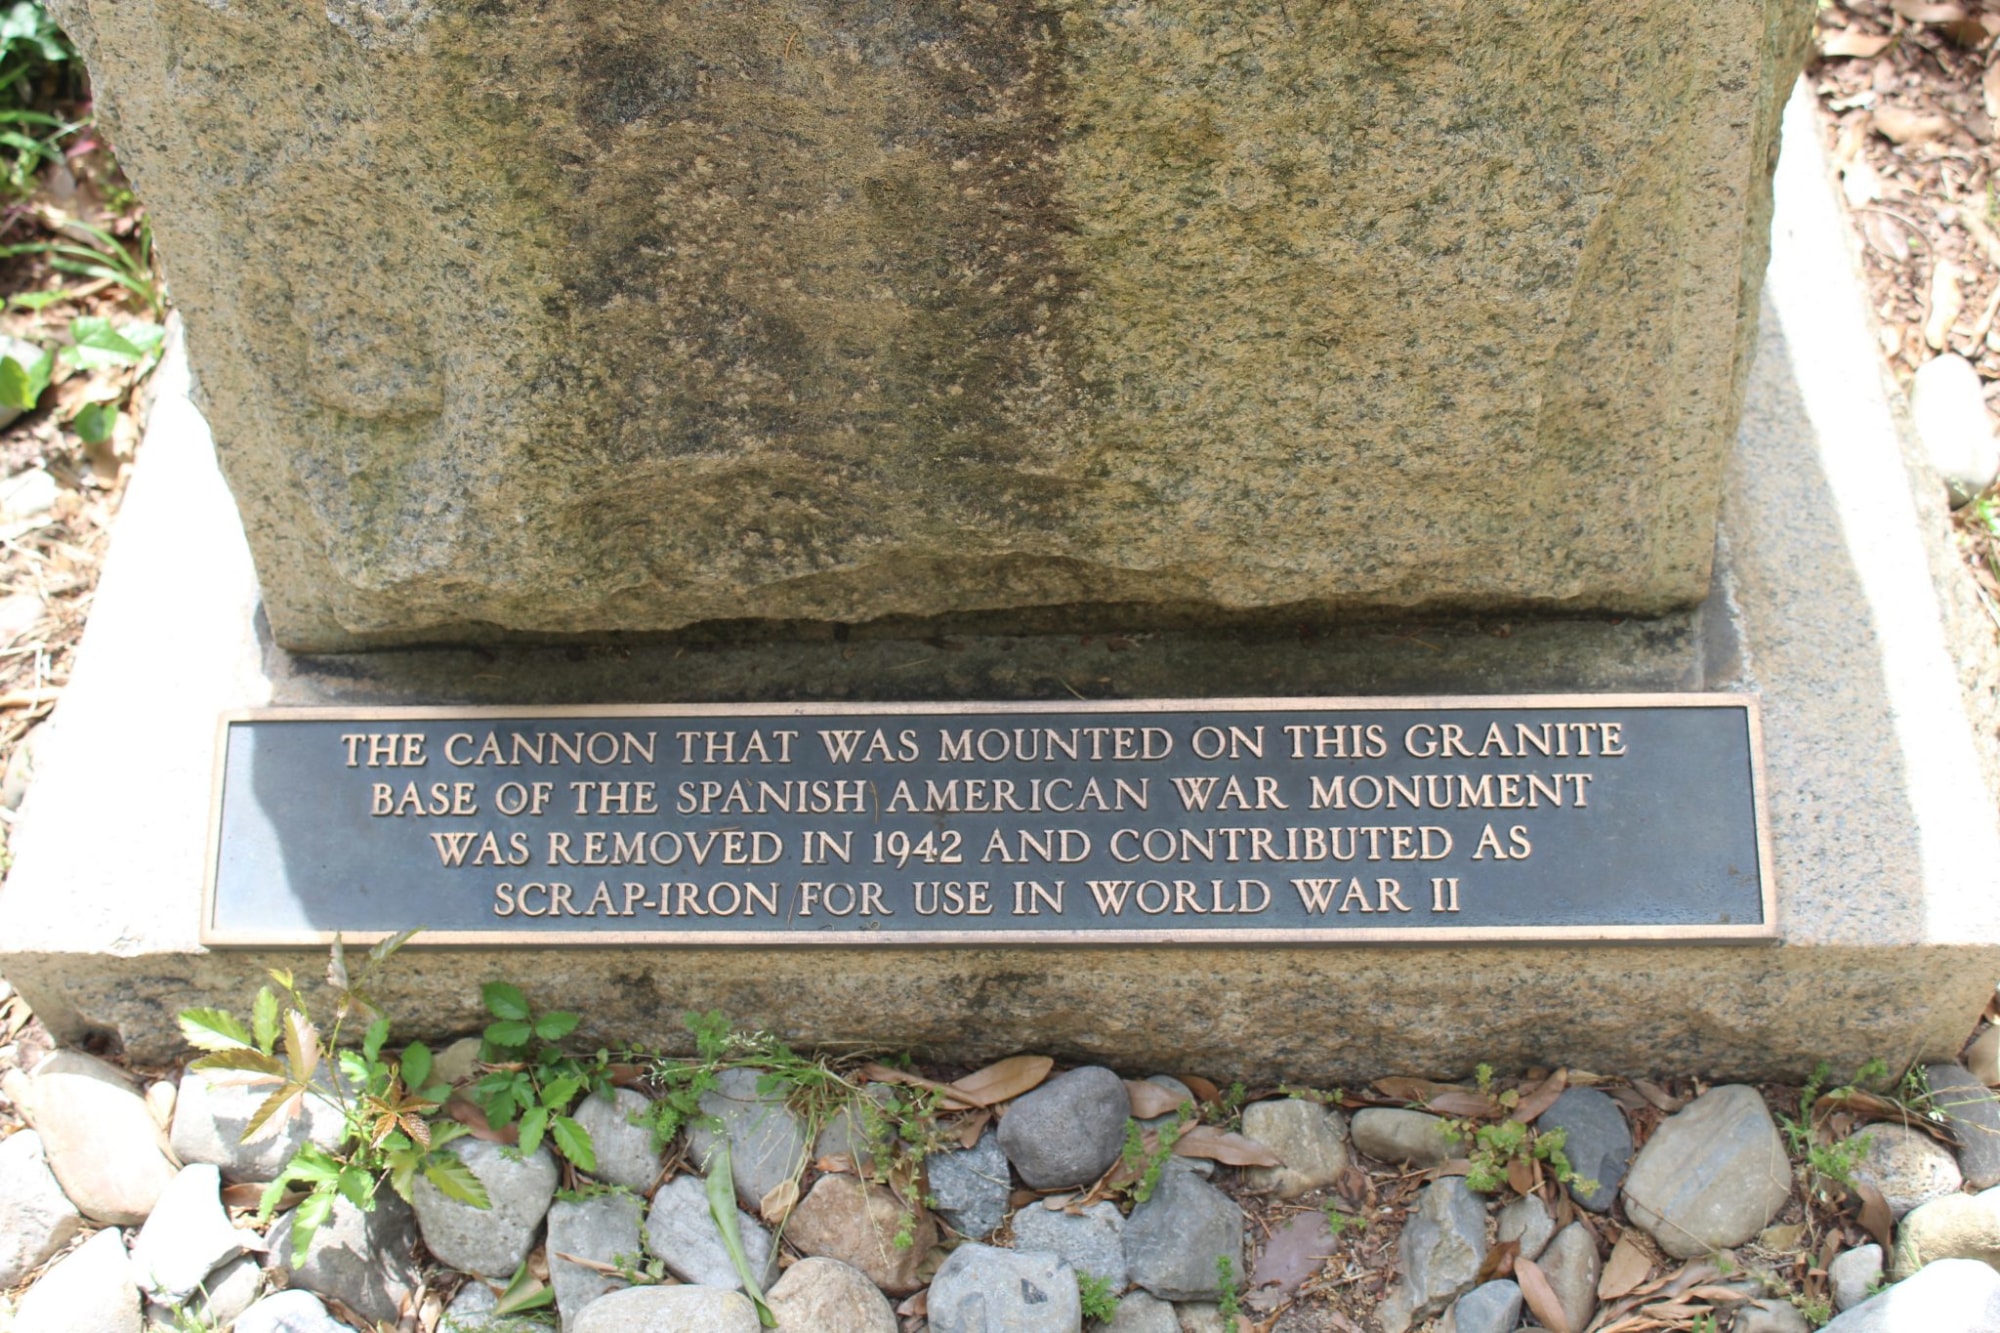 THE CANNON THAT WAS MOUNTED ON THIS GRANITE
BASE OF THE SPANISH AMERICAN WAR MONUMENT
WAS REMOVED IN 1942 AND CONTRIBUTED AS
SCRAP-IRON FOR USE IN WORLD WAR II